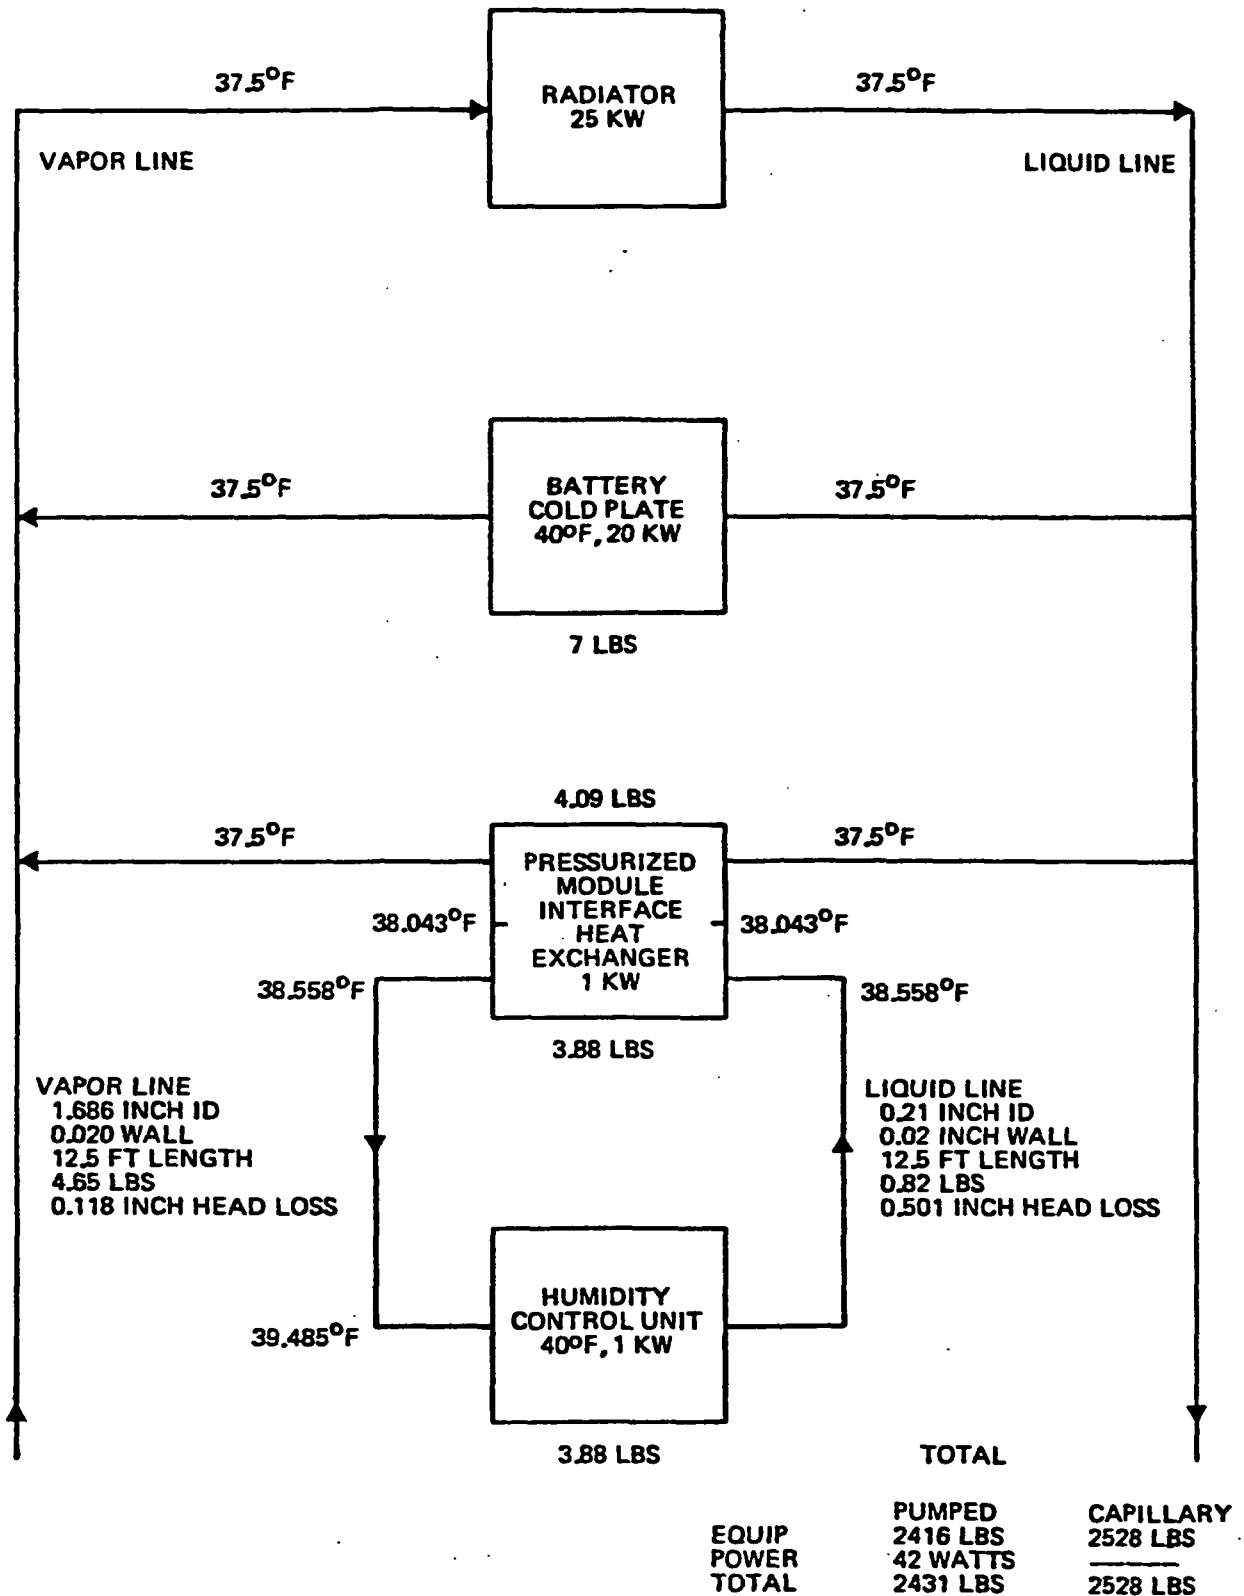 37.5°F
RADIATOR
25 KW
37.5°F
VAPOR LINE
LIQUID LINE
37.5°F
BATTERY
COLD PLATE
40°F, 20 KW
37.5°F
7 LBS
4.09 LBS
37.5°F
PRESSURIZED
MODULE
INTERFACE
HEAT
EXCHANGER
1 KW
37.5°F
38.043°F
38.043°F
38.558°F
38.558°F
3.88 LBS
VAPOR LINE
1.686 INCH ID
0.020 WALL
12.5 FT LENGTH
4.65 LBS
0.118 INCH HEAD LOSS
LIQUID LINE
0.21 INCH ID
0.02 INCH WALL
12.5 FT LENGTH
0.82 LBS
0.501 INCH HEAD LOSS
39.485°F
HUMIDITY
CONTROL UNIT
40°F, 1 KW
3.88 LBS
TOTAL
PUMPED CAPILLARY
EQUIP 2416 LBS 2528 LBS
POWER 42 WATTS ———
TOTAL 2431 LBS 2528 LBS